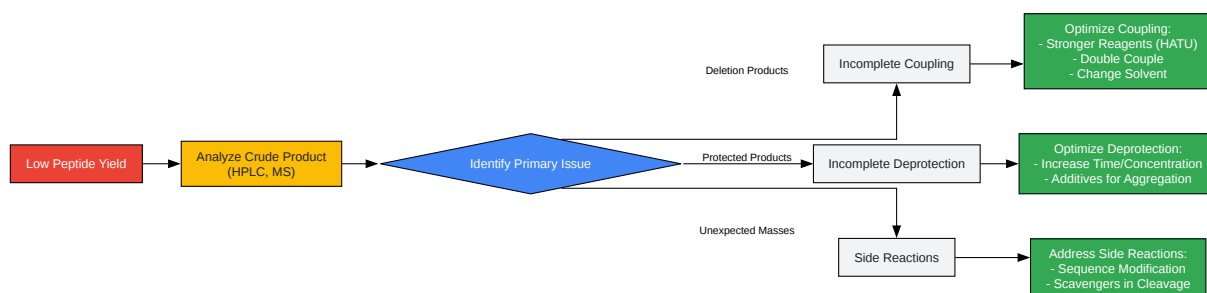 Low Peptide Yield
Analyze Crude Product
(HPLC, MS)
Identify Primary Issue
Deletion Products
Incomplete Coupling
Optimize Coupling:
- Stronger Reagents (HATU)
- Double Couple
- Change Solvent
Protected Products
Incomplete Deprotection
Optimize Deprotection:
- Increase Time/Concentration
- Additives for Aggregation
Unexpected Masses
Side Reactions
Address Side Reactions:
- Sequence Modification
- Scavengers in Cleavage